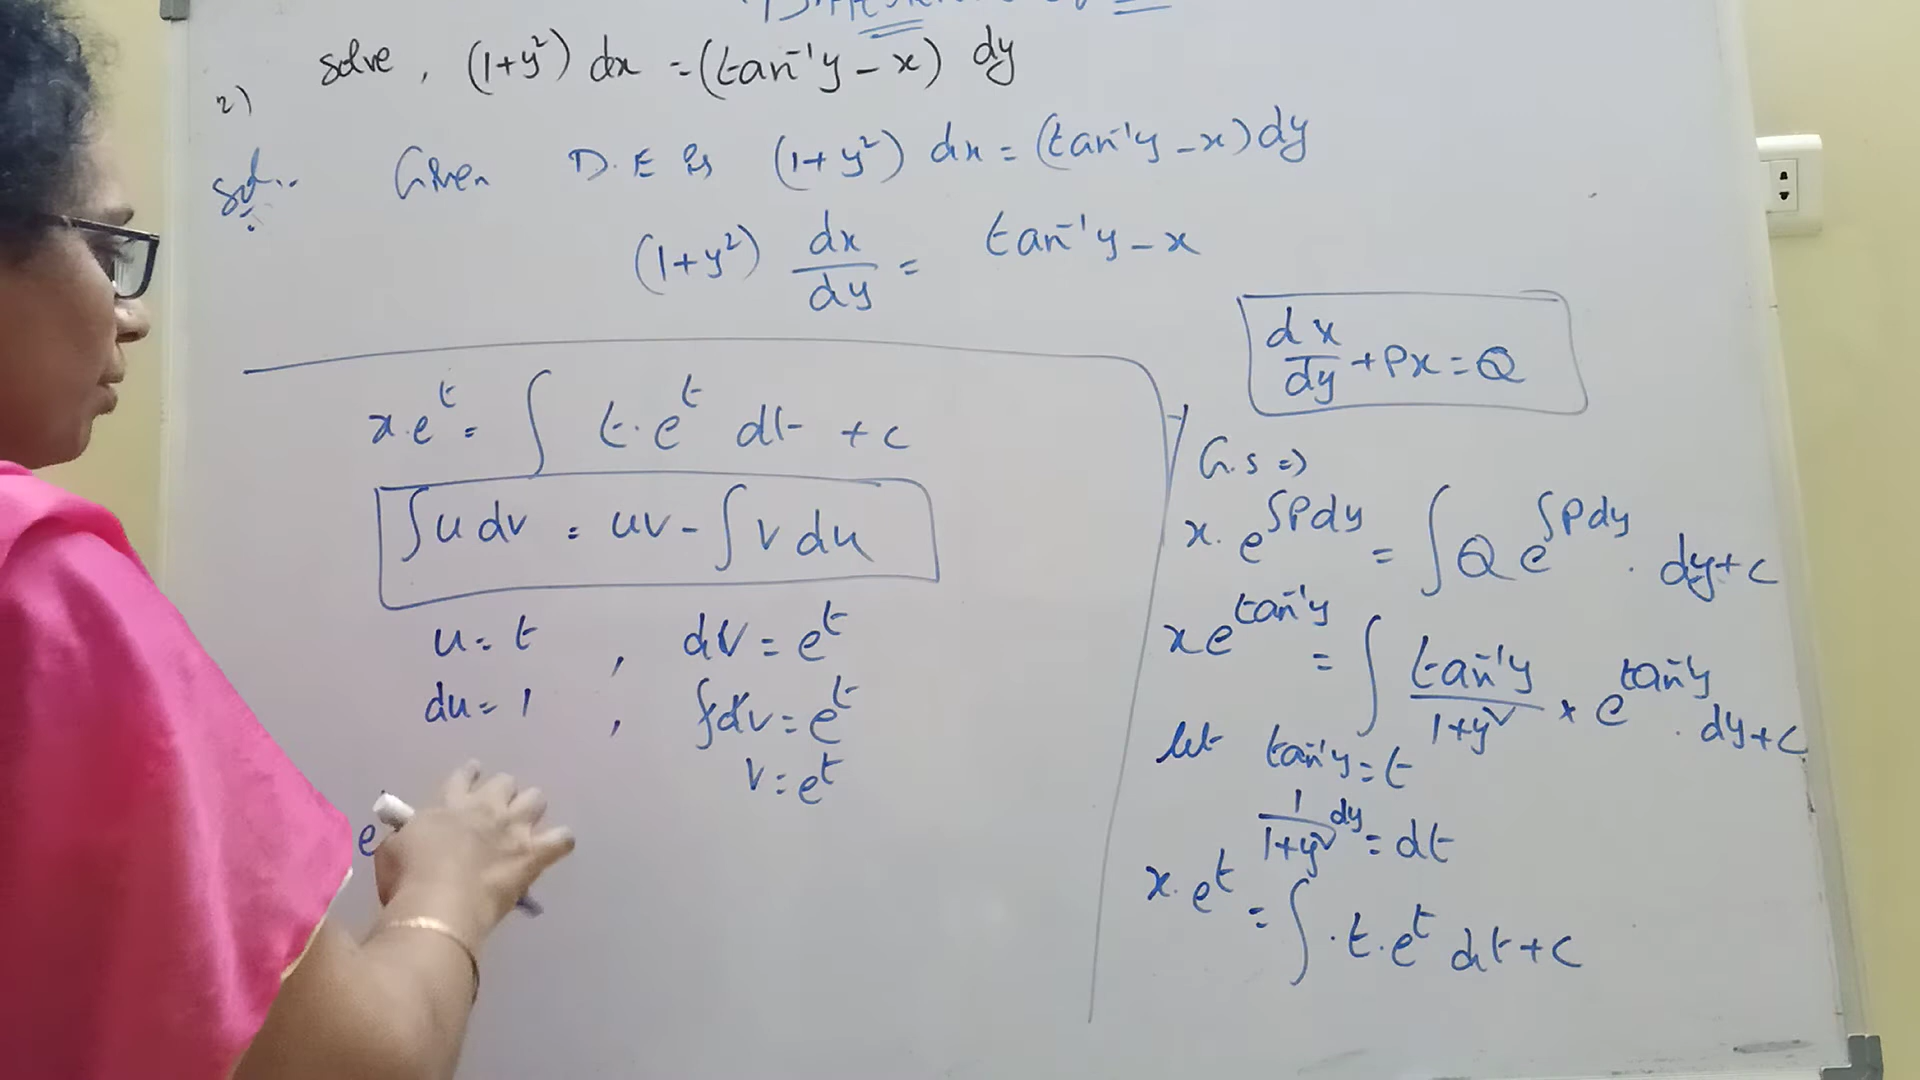 2) solve, (1+y²) dx = (tan⁻¹y - x) dy
Sol:- Given D.E is (1+y²) dx = (tan⁻¹y - x) dy
(1+y²) dx/dy = tan⁻¹y - x
x.e^t = ∫ t.e^t dt + c
∫u dv = uv - ∫v du
u = t , dv = e^t
du = 1 , ∫dv = e^t
v = e^t
e
dx/dy + Px = Q
G.S =>
x. e^∫Pdy = ∫Q e^∫Pdy . dy + c
x e^tan⁻¹y = ∫ tan⁻¹y/1+y² × e^tan⁻¹y . dy + c
let tan⁻¹y = t
1/1+y² dy = dt
x.e^t = ∫.t.e^t dt + c